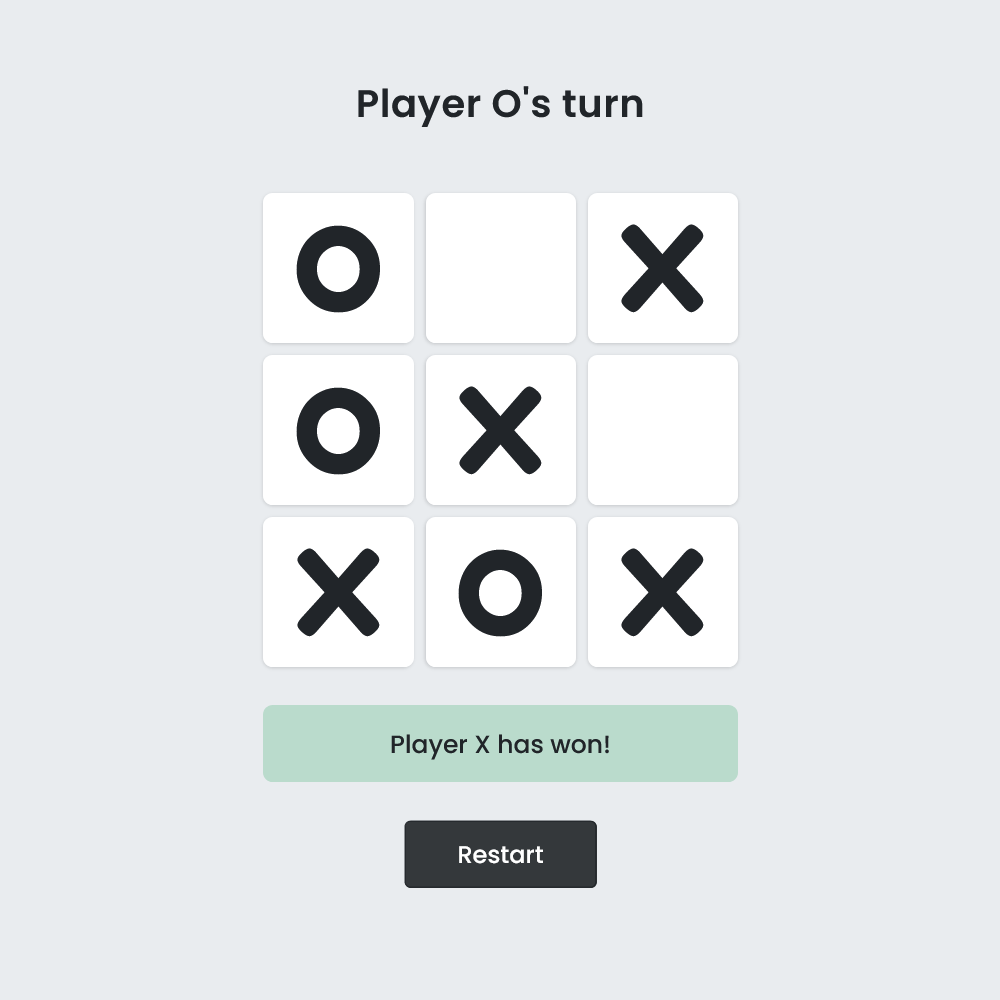 Player O's turn
O X
O X
X O X
Player X has won!
Restart